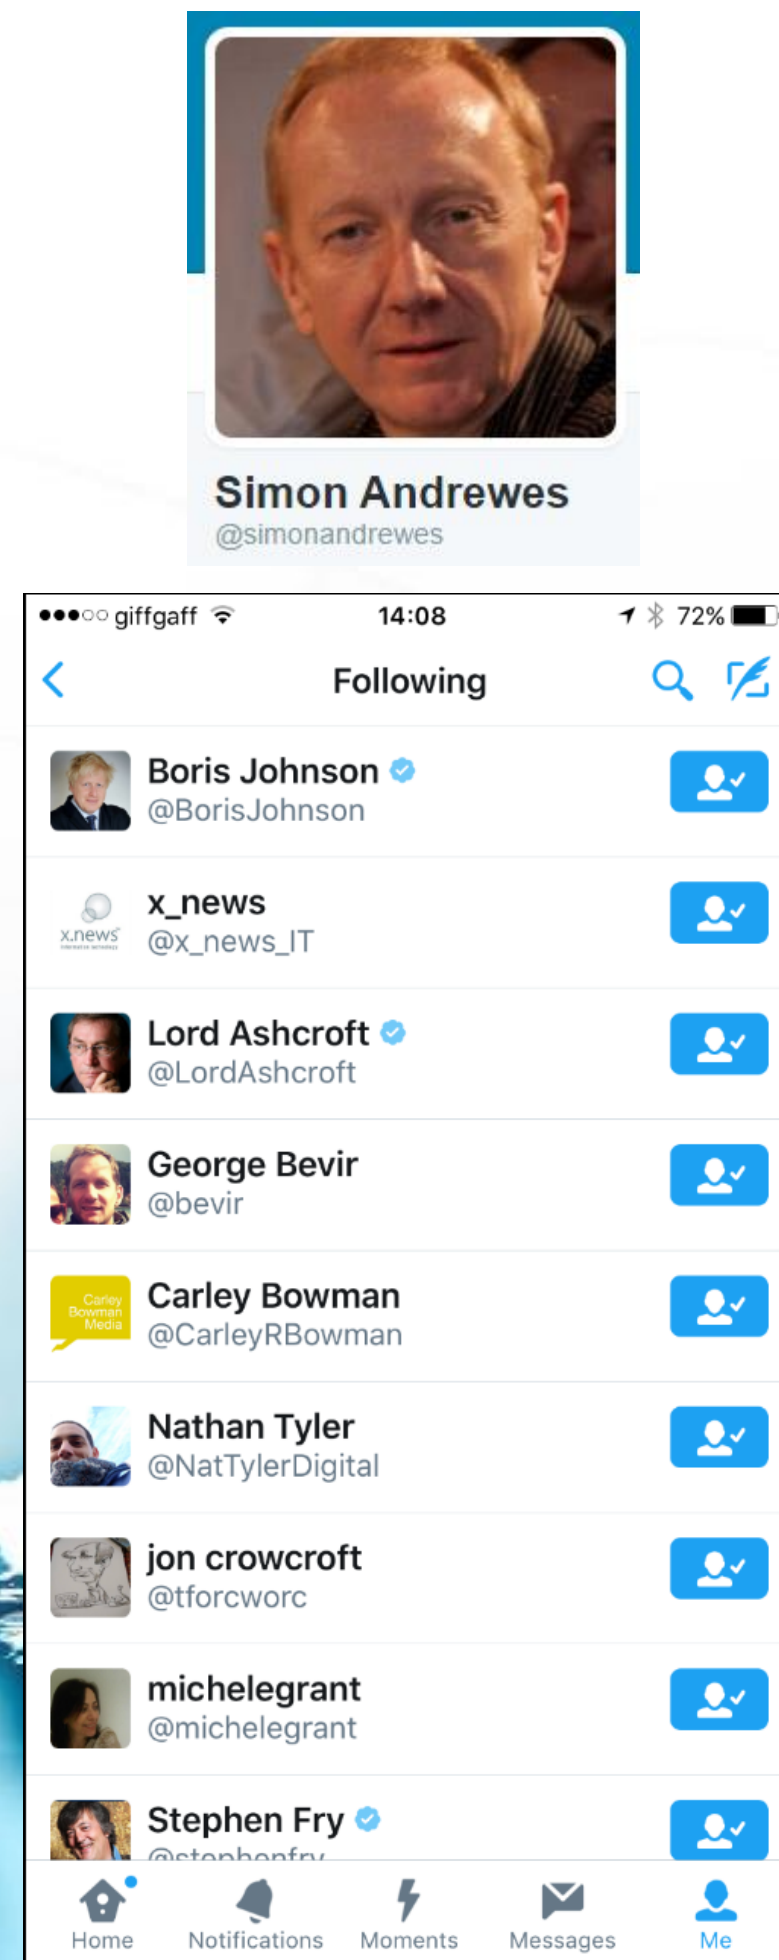 Simon Andrewes
@simonandrewes
giffgaff 14:08 72%
Following
Boris Johnson
@BorisJohnson
x_news
@x_news_IT
x.news
Lord Ashcroft
@LordAshcroft
George Bevir
@bevir
Carley
Bowman
Media
Carley Bowman
@CarleyRBowman
Nathan Tyler
@NatTylerDigital
jon crowcroft
@tforcworc
michelegrant
@michelegrant
Stephen Fry
@stephenfry
Home Notifications Moments Messages Me